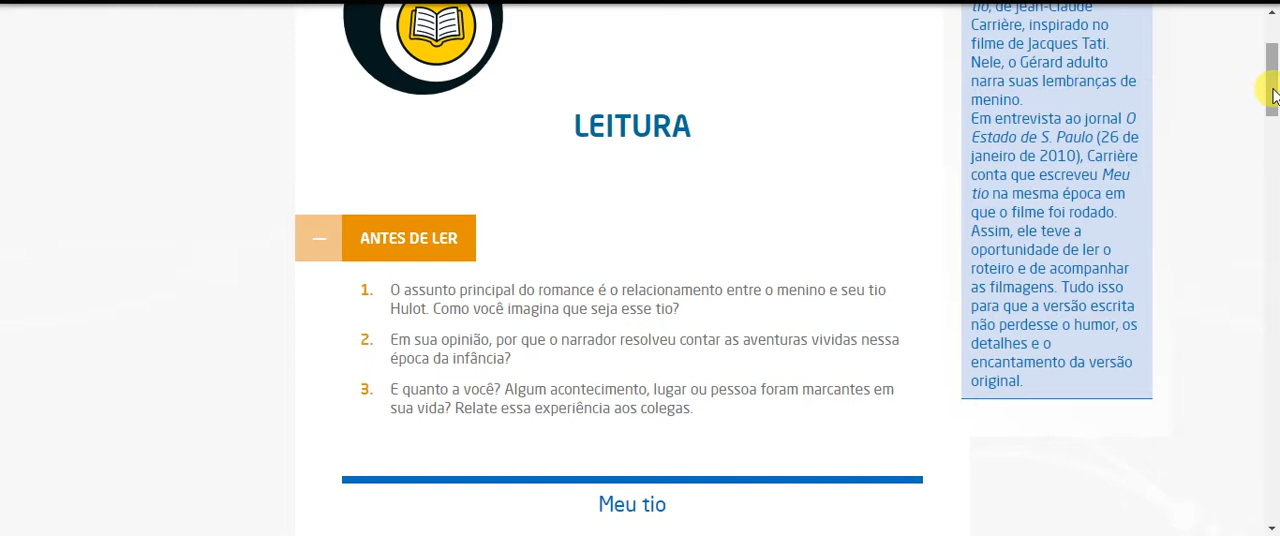 LEITURA
ANTES DE LER
1. O assunto principal do romance é o relacionamento entre o menino e seu tio
Hulot. Como você imagina que seja esse tio?
2. Em sua opinião, por que o narrador resolveu contar as aventuras vividas nessa
época da infância?
3. E quanto a você? Algum acontecimento, lugar ou pessoa foram marcantes em
sua vida? Relate essa experiência aos colegas.
Meu tio
tio, de Jean-Claude
Carrière, inspirado no
filme de Jacques Tati.
Nele, o Gérard adulto
narra suas lembranças de
menino.
Em entrevista ao jornal O
Estado de S. Paulo (26 de
janeiro de 2010), Carrière
conta que escreveu Meu
tio na mesma época em
que o filme foi rodado.
Assim, ele teve a
oportunidade de ler o
roteiro e de acompanhar
as filmagens. Tudo isso
para que a versão escrita
não perdesse o humor, os
detalhes e o
encantamento da versão
original.